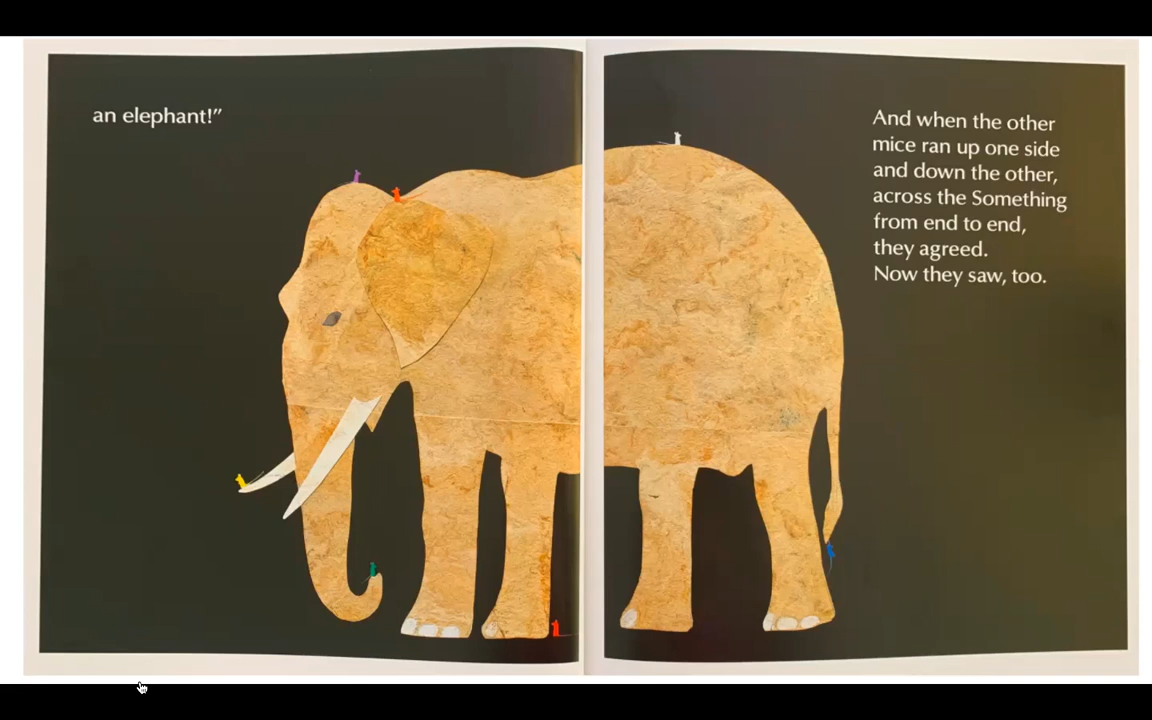 an elephant!”
And when the other
mice ran up one side
and down the other,
across the Something
from end to end,
they agreed.
Now they saw, too.